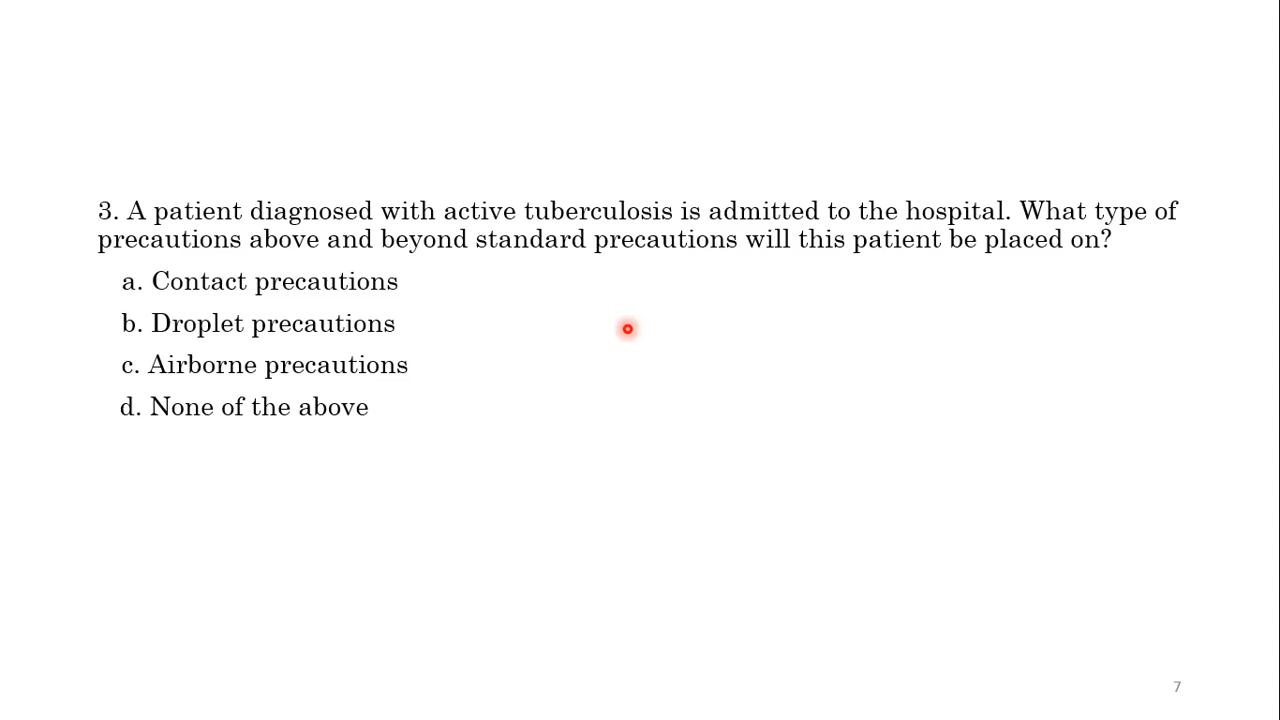 3. A patient diagnosed with active tuberculosis is admitted to the hospital. What type of
precautions above and beyond standard precautions will this patient be placed on?
a. Contact precautions
b. Droplet precautions
c. Airborne precautions
d. None of the above
7